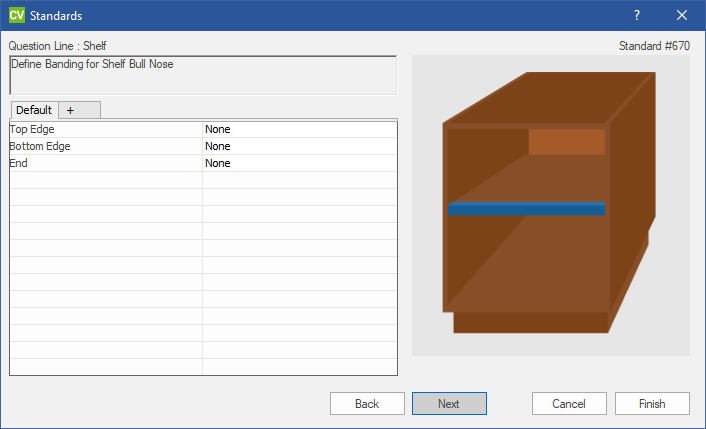 CV Standards ?
Question Line : Shelf
Standard #670
Define Banding for Shelf Bull Nose
Default +
Top Edge None
Bottom Edge None
End None
Back Next Cancel Finish